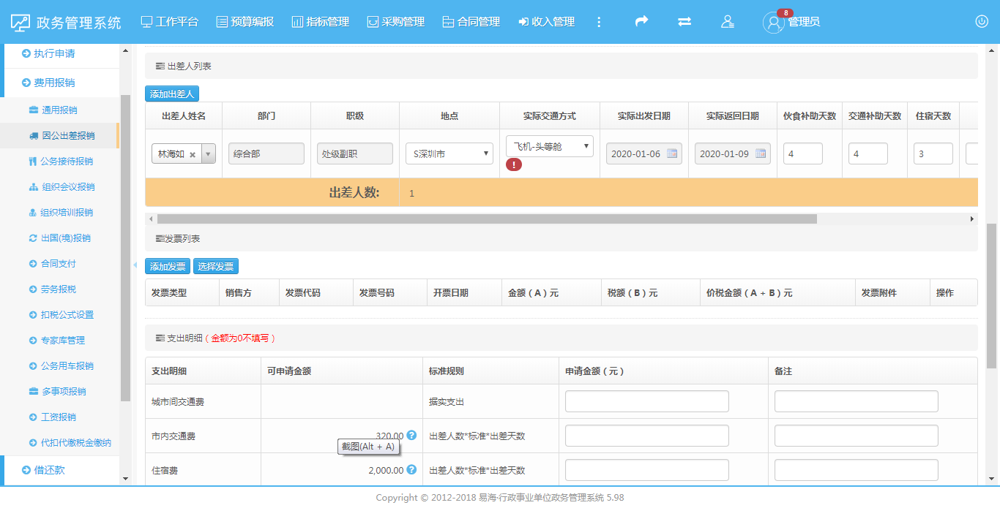 政务管理系统 工作平台 预算编报 指标管理 采购管理 合同管理 收入管理 8 管理员
执行申请
费用报销
通用报销
因公出差报销
公务接待报销
组织会议报销
组织培训报销
出国(境)报销
合同支付
劳务报税
扣税公式设置
专家库管理
公务用车报销
多事项报销
工资报销
代扣代缴税金缴纳
借还款
出差人列表
添加出差人
出差人姓名 部门 职级 地点 实际交通方式 实际出发日期 实际返回日期 伙食补助天数 交通补助天数 住宿天数
林海如 综合部 处级副职 S深圳市 飞机-头等舱 2020-01-06 2020-01-09 4 4 3
!
出差人数: 1
发票列表
添加发票 选择发票
发票类型 销售方 发票代码 发票号码 开票日期 金额（A）元 税额（B）元 价税金额（A + B）元 发票附件 操作
支出明细（金额为0不填写）
支出明细 可申请金额 标准规则 申请金额（元） 备注
城市间交通费 据实支出
市内交通费 320.00 ? 出差人数*标准*出差天数
截图(Alt + A)
住宿费 2,000.00 ? 出差人数*标准*出差天数
Copyright © 2012-2018 易海·行政事业单位政务管理系统 5.98